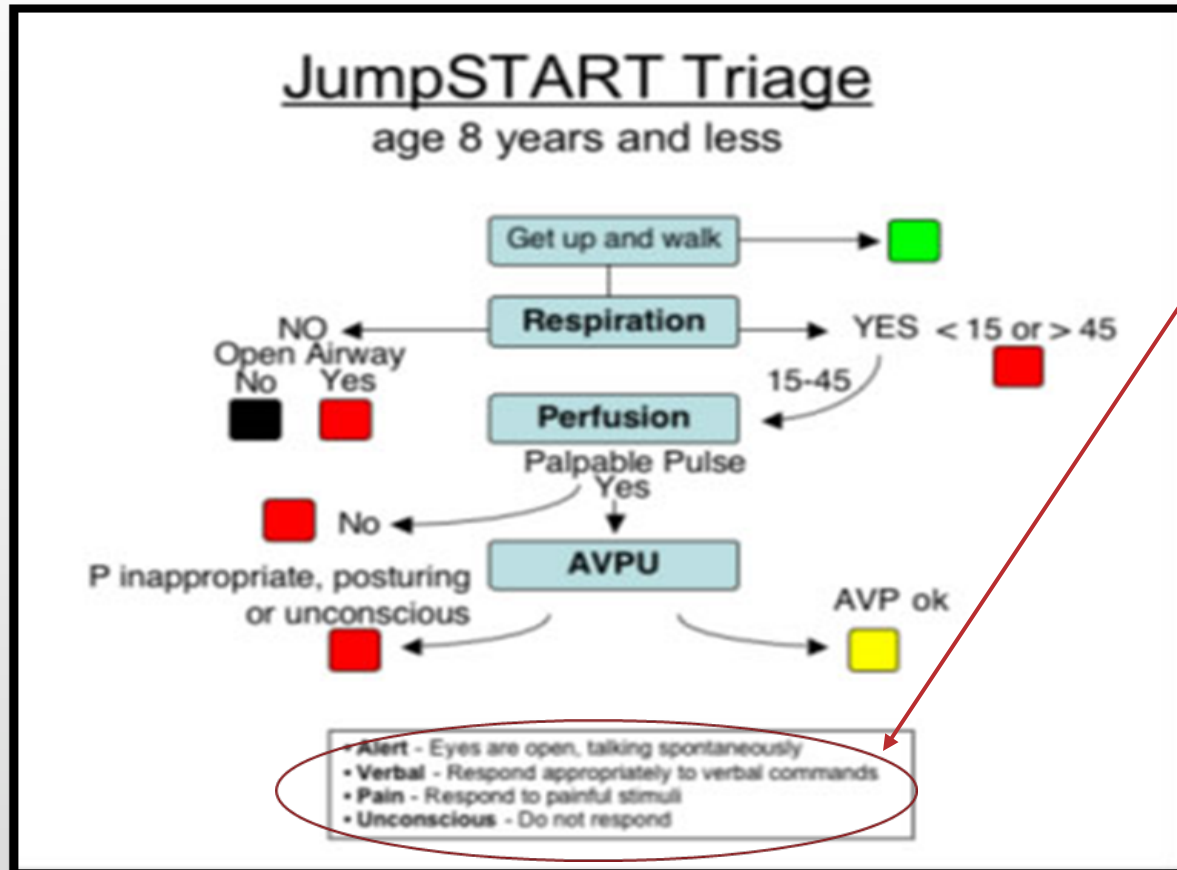 JumpSTART Triage
age 8 years and less
Get up and walk
Respiration
NO
Open Airway
No Yes
YES < 15 or > 45
15-45
Perfusion
Palpable Pulse
Yes
No
AVPU
P inappropriate, posturing
or unconscious
AVP ok
• Alert - Eyes are open, talking spontaneously
• Verbal - Respond appropriately to verbal commands
• Pain - Respond to painful stimuli
• Unconscious - Do not respond